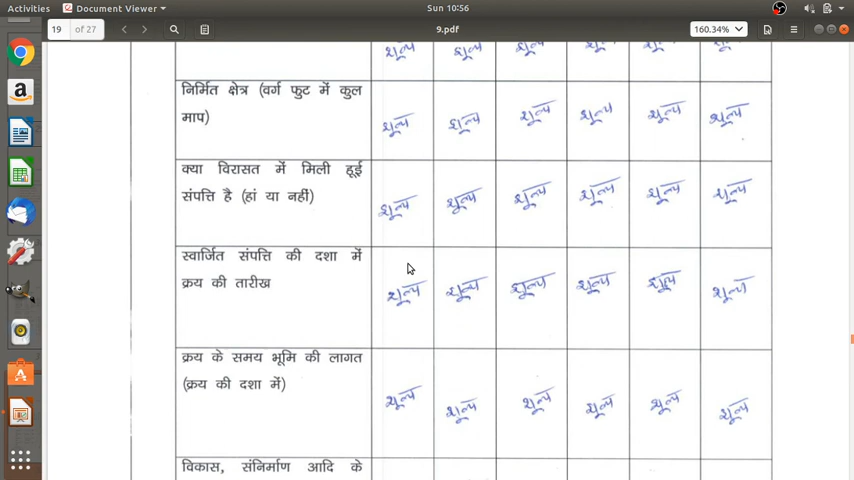 Activities Document Viewer Sun 10:56
19 of 27 9.pdf 160.34%
शून्य शून्य शून्य शून्य शून्य शून्य
निर्मित क्षेत्र (वर्ग फुट में कुल
माप)
शून्य शून्य शून्य शून्य शून्य शून्य
क्या विरासत में मिली हूई
संपत्ति है (हां या नहीं)
शून्य शून्य शून्य शून्य शून्य शून्य
स्वार्जित संपत्ति की दशा में
क्रय की तारीख
शून्य शून्य शून्य शून्य शून्य शून्य
क्रय के समय भूमि की लागत
(क्रय की दशा में)
शून्य शून्य शून्य शून्य शून्य शून्य
विकास, संनिर्माण आदि के